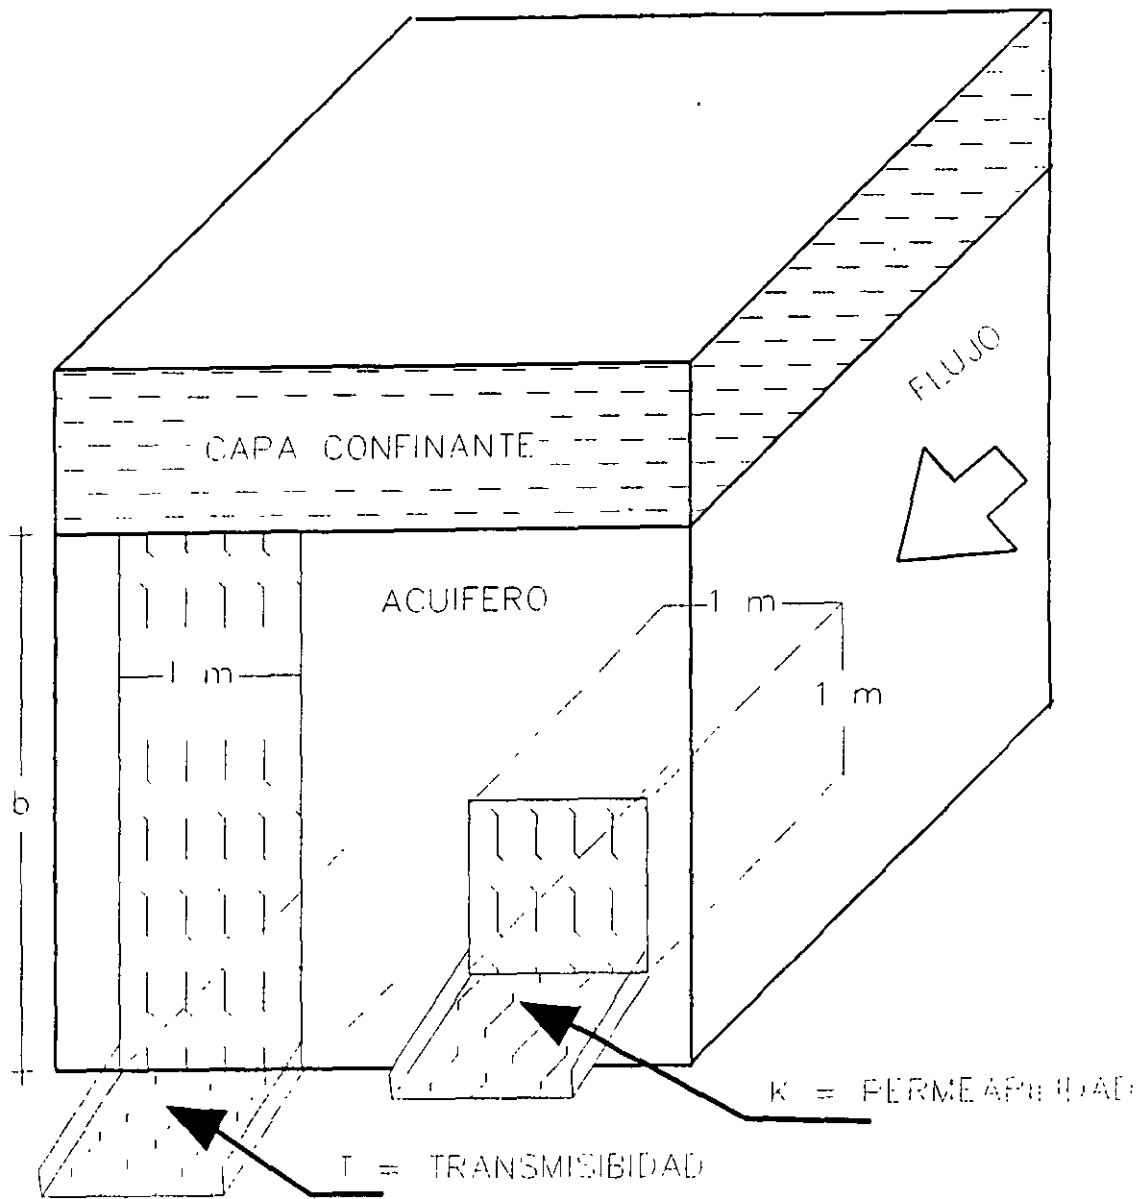 FLUJO
CAPA CONFINANTE
ACUIFERO
1 m
1 m
1 m
b
K = PERMEABILIDAD
T = TRANSMISIBIDAD